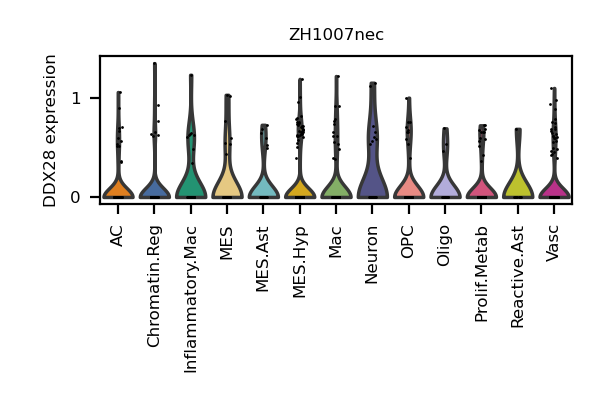 ZH1007nec
DDX28 expression
1
0
AC
Chromatin.Reg
Inflammatory.Mac
MES
MES.Ast
MES.Hyp
Mac
Neuron
OPC
Oligo
Prolif.Metab
Reactive.Ast
Vasc